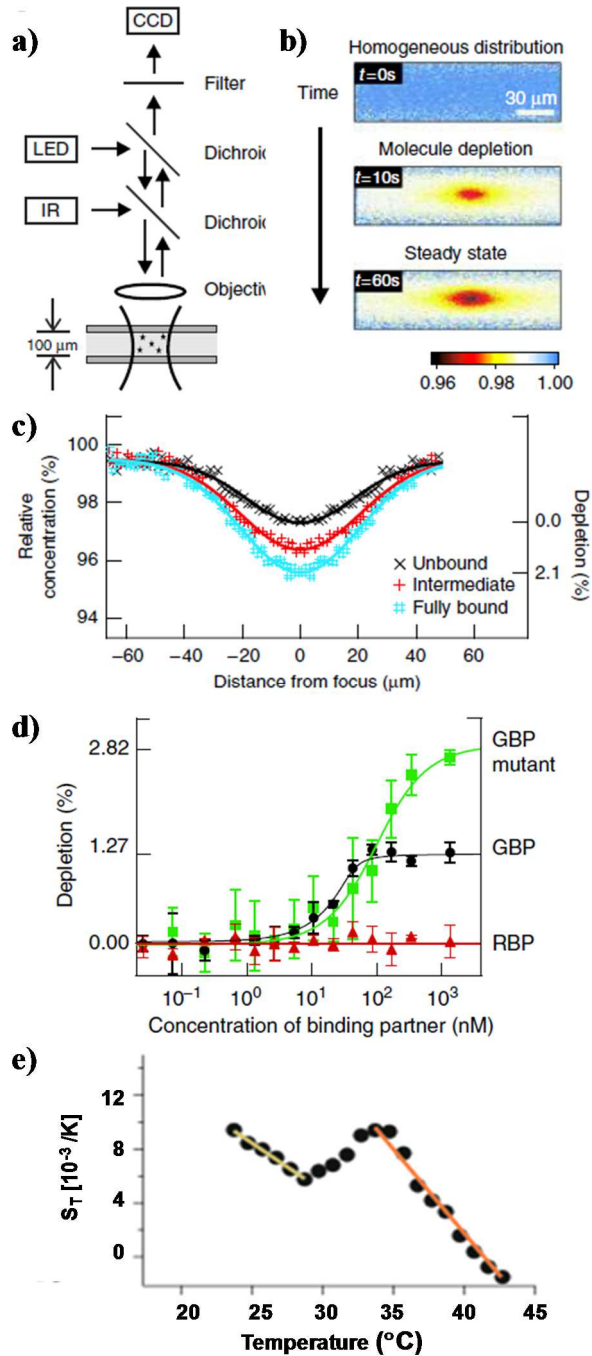 a)
CCD
Filter
LED
Dichroic
IR
Dichroic
Objectiv
100 µm
b)
Homogeneous distribution
t=0s
30 µm
Time
Molecule depletion
t=10s
Steady state
t=60s
0.96 0.98 1.00
c)
100
98
96
94
Relative
concentration (%)
0.0
2.1
Depletion (%)
× Unbound
+ Intermediate
Fully bound
−60 −40 −20 0 20 40 60
Distance from focus (µm)
d)
2.82
1.27
0.00
Depletion (%)
GBP
mutant
GBP
RBP
10⁻¹ 10⁰ 10¹ 10² 10³
Concentration of binding partner (nM)
e)
12
8
4
0
S_T [10⁻³ /K]
20 25 30 35 40 45
Temperature (°C)